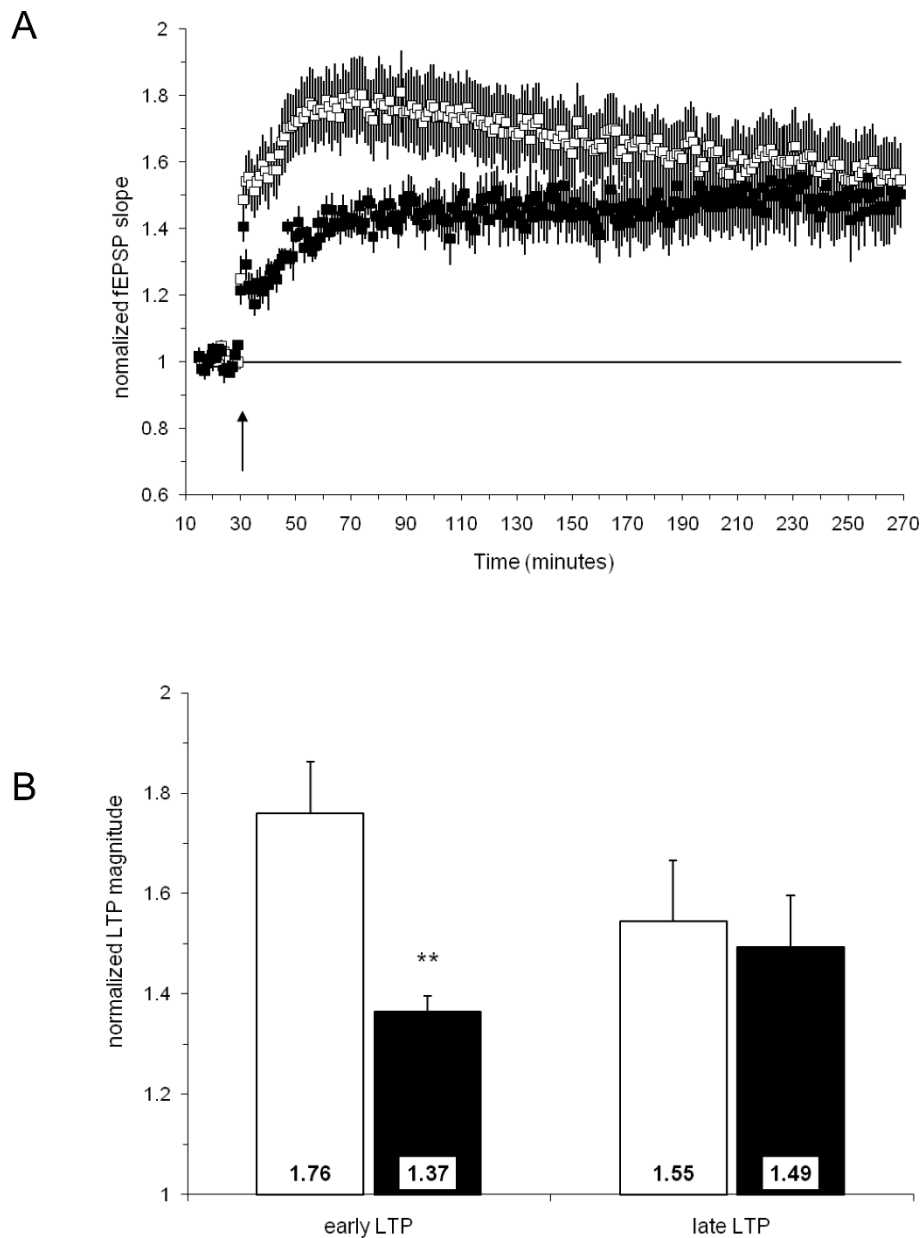 A
2
1.8
1.6
1.4
1.2
1
0.8
0.6
nomalized fEPSP slope
10 30 50 70 90 110 130 150 170 190 210 230 250 270
Time (minutes)
B
2
1.8
1.6
1.4
1.2
1
normalized LTP magnitude
**
1.76 1.37 1.55 1.49
early LTP late LTP